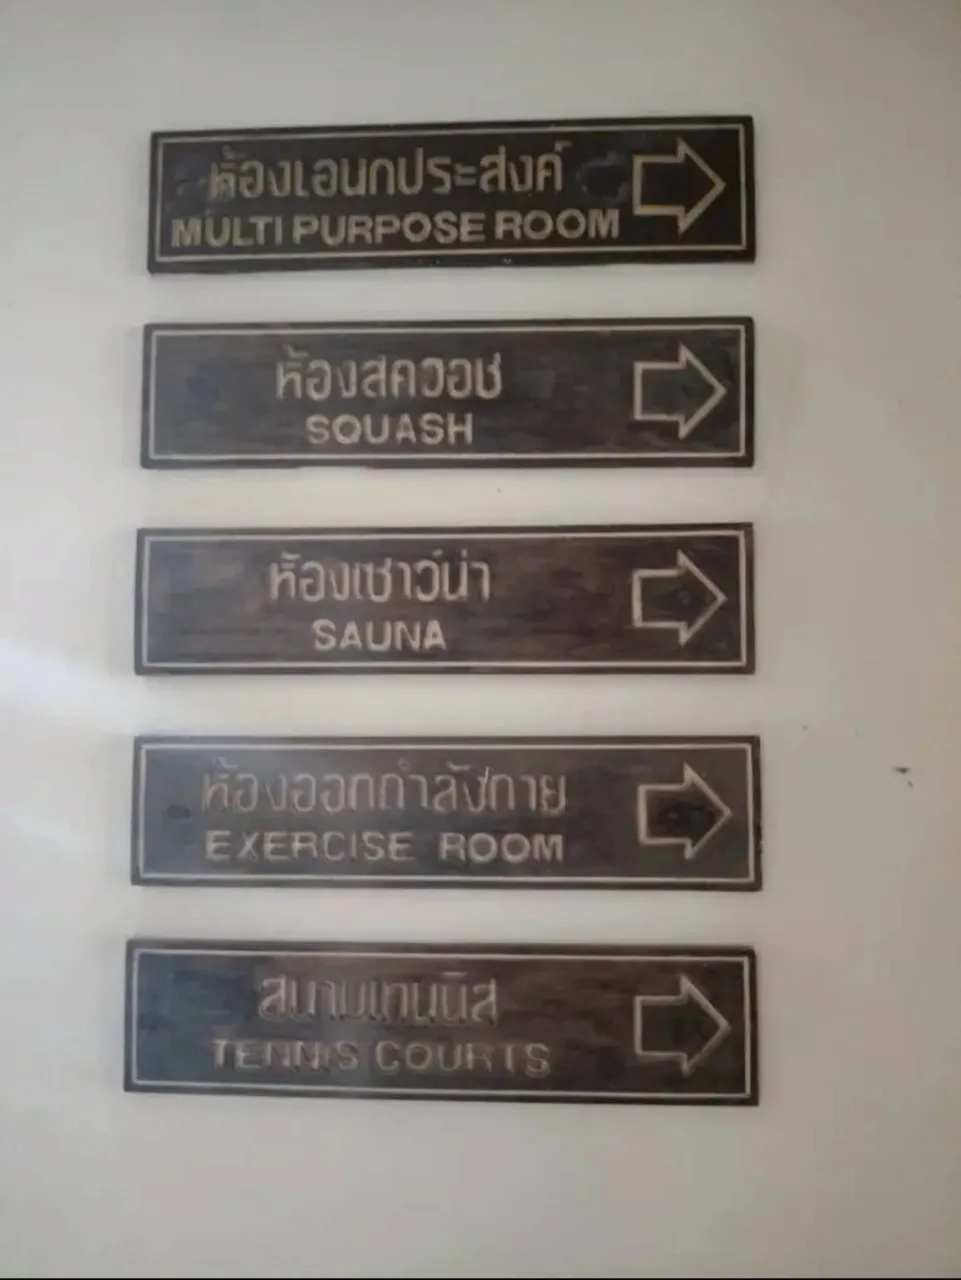 ห้องเอนกประสงค์
MULTI PURPOSE ROOM
ห้องสควอช
SQUASH
ห้องเซาว์น่า
SAUNA
ห้องออกกำลังกาย
EXERCISE ROOM
สนามเทนนิส
TENNIS COURTS